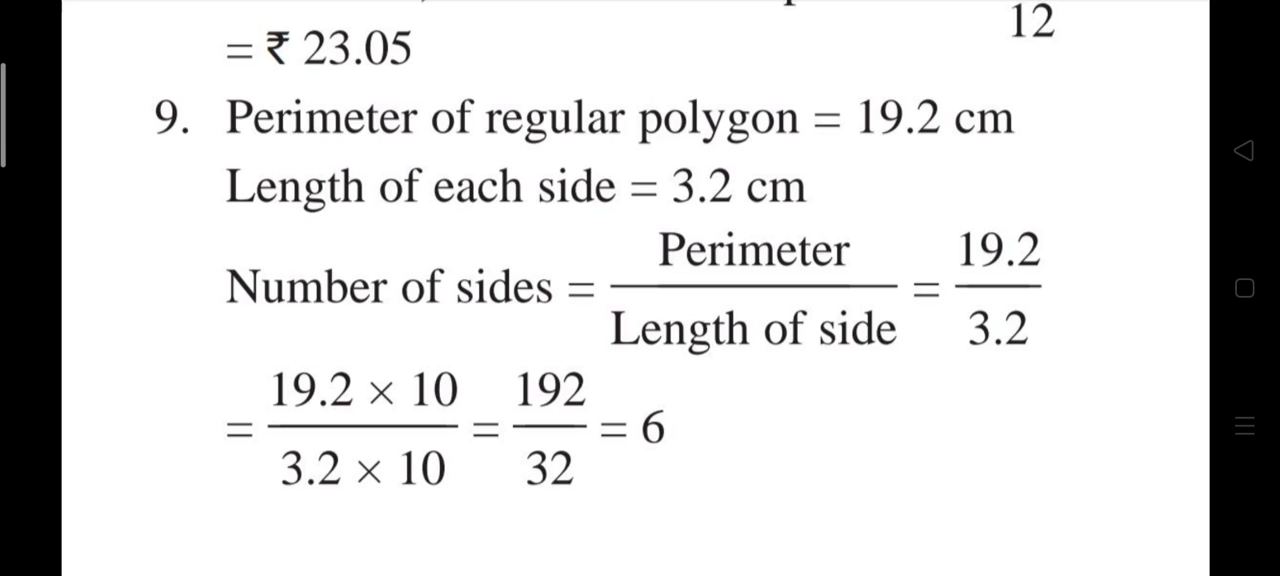 12
= ₹ 23.05
9. Perimeter of regular polygon = 19.2 cm
Length of each side = 3.2 cm
Number of sides = Perimeter / Length of side = 19.2 / 3.2
= 19.2 × 10 / 3.2 × 10 = 192 / 32 = 6